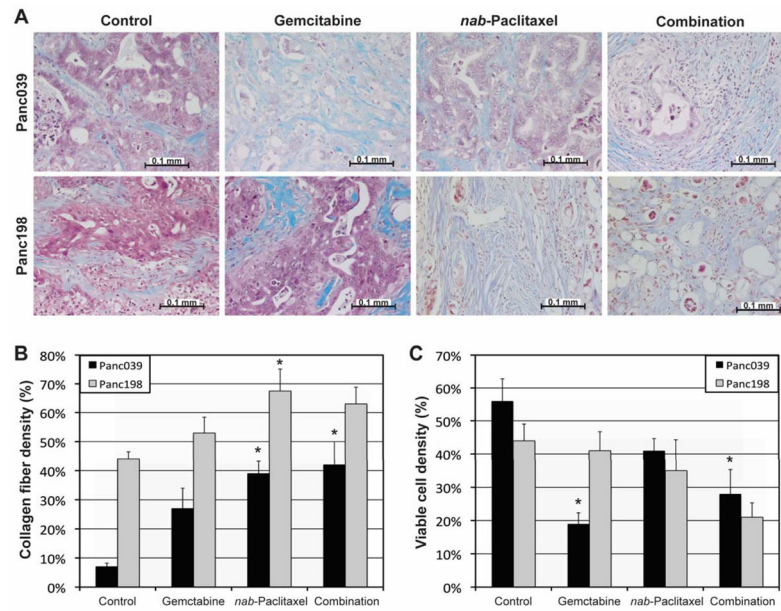 A
Control Gemcitabine nab-Paclitaxel Combination
Panc039
0.1 mm 0.1 mm 0.1 mm 0.1 mm
Panc198
0.1 mm 0.1 mm 0.1 mm 0.1 mm
B
Collagen fiber density (%)
80%
70%
60%
50%
40%
30%
20%
10%
0%
Panc039
Panc198
*
*
*
Control Gemctabine nab-Paclitaxel Combination
C
Viable cell density (%)
70%
60%
50%
40%
30%
20%
10%
0%
Panc039
Panc198
*
*
Control Gemctabine nab-Paclitaxel Combination